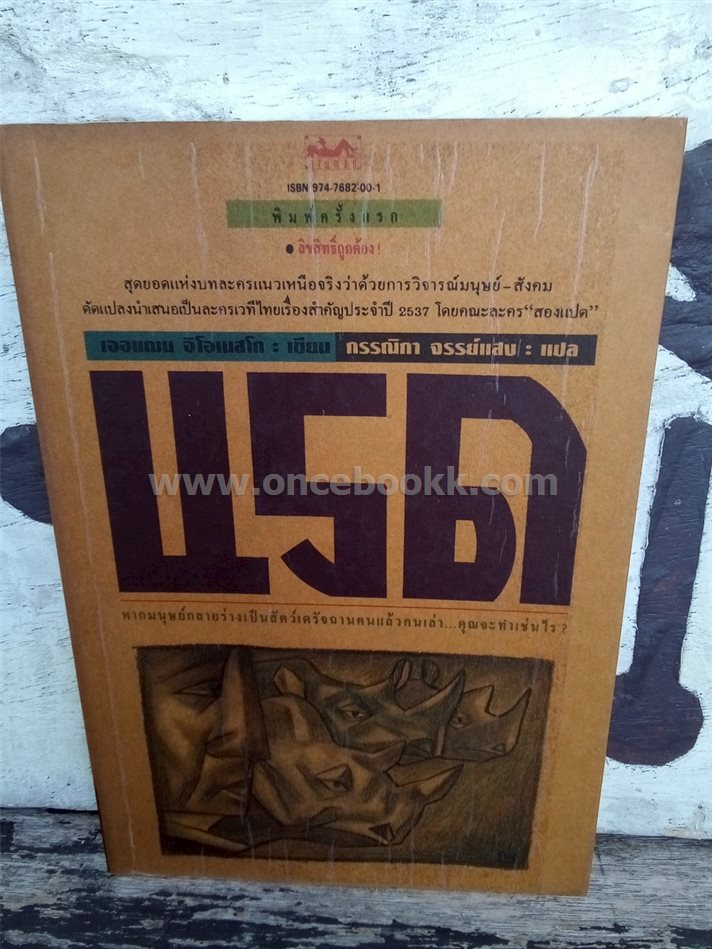 ISBN 974-7682-00-1
พิมพ์ครั้งแรก
● ลิขสิทธิ์ถูกต้อง!
สุดยอดแห่งบทละครแนวเหนือจริงว่าด้วยการวิจารณ์มนุษย์-สังคม
ดัดแปลงนำเสนอเป็นละครเวทีไทยเรื่องสำคัญประจำปี 2537 โดยคณะละคร“สองแปด”
เออแฌน อิโอเนสโก : เขียน กรรณิกา จรรย์แสง : แปล
แรด
www.oncebookk.com
หากมนุษย์กลายร่างเป็นสัตว์เดรัจฉานคนแล้วคนเล่า...คุณจะทำเช่นไร ?